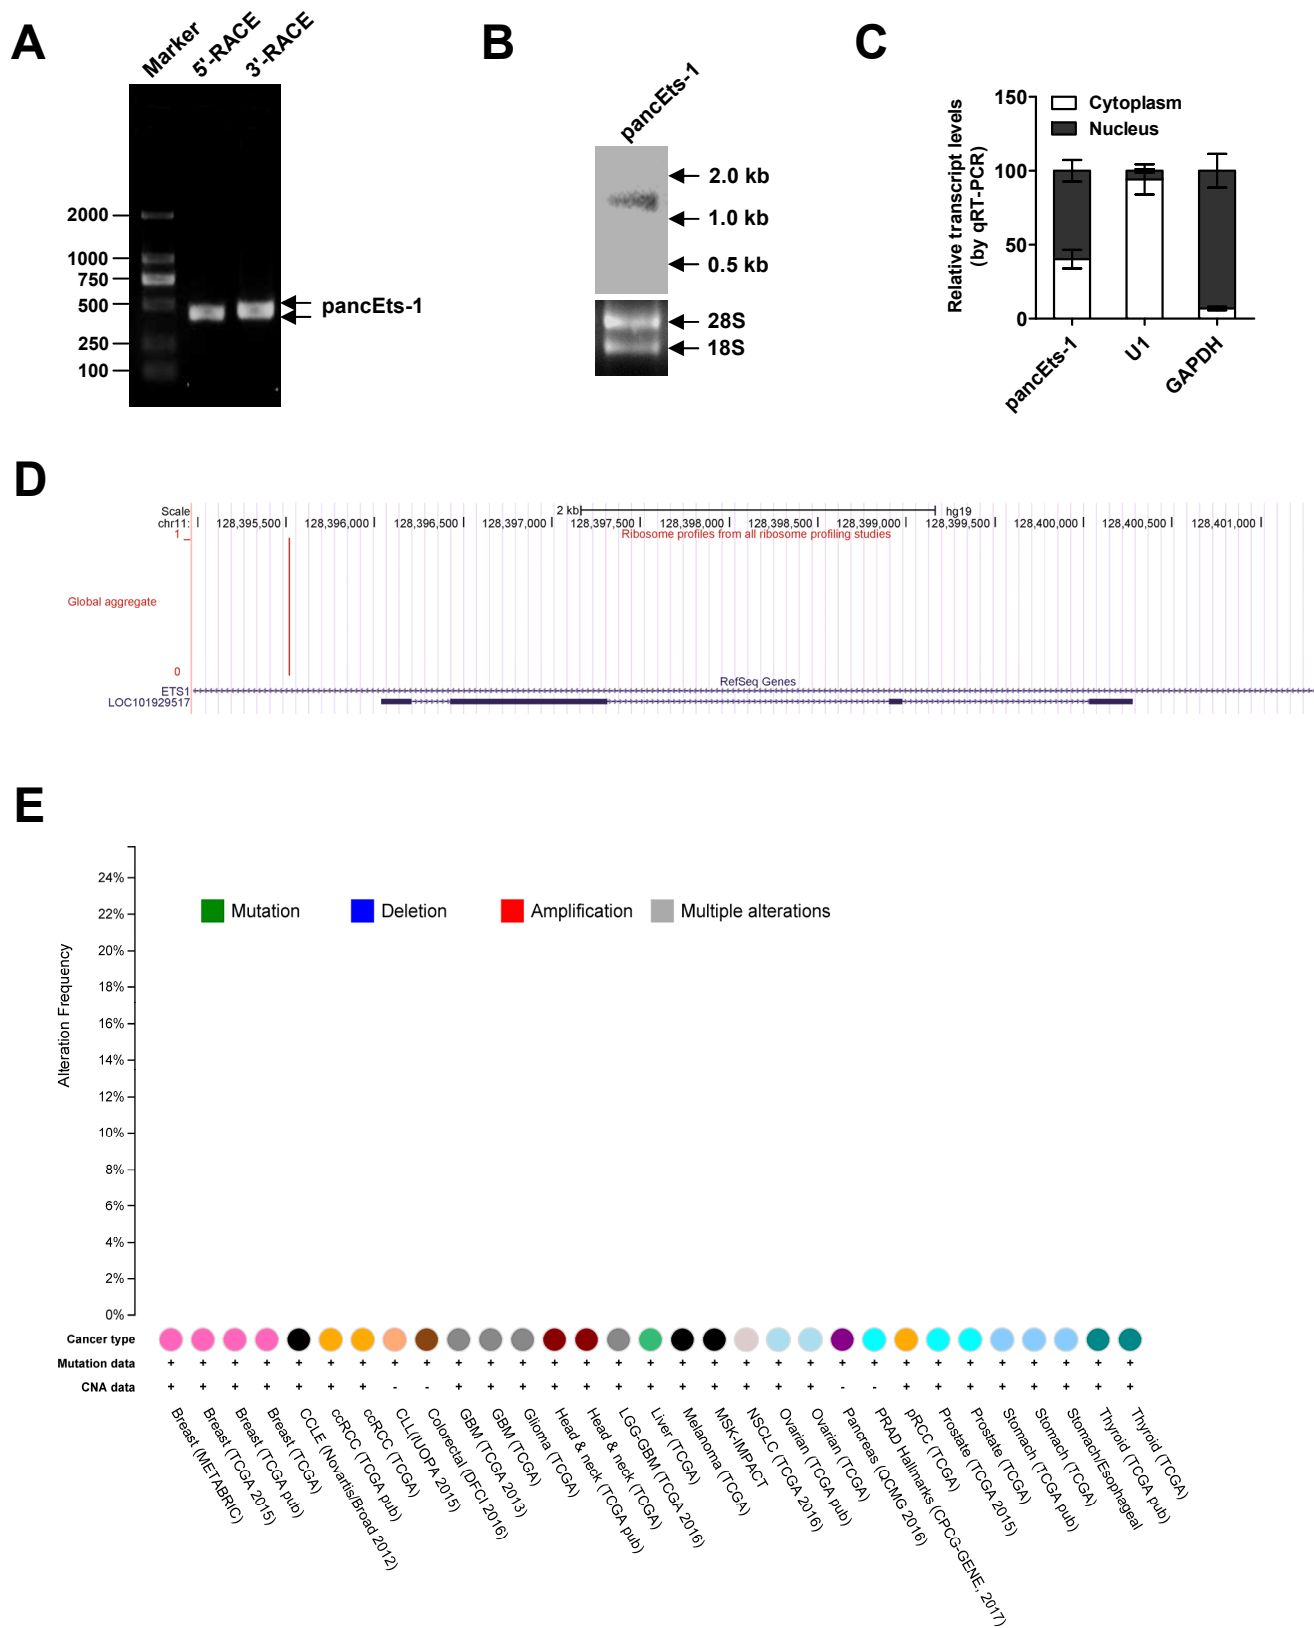 A
Marker
5'-RACE
3'-RACE
2000
1000
750
500
250
100
pancEts-1
B
pancEts-1
2.0 kb
1.0 kb
0.5 kb
28S
18S
C
Relative transcript levels
(by qRT-PCR)
150
100
50
0
Cytoplasm
Nucleus
pancEts-1
U1
GAPDH
D
Scale
chr11:
2 kb
hg19
128,395,500
128,396,000
128,396,500
128,397,000
128,397,500
128,398,000
128,398,500
128,399,000
128,399,500
128,400,000
128,400,500
128,401,000
Ribosome profiles from all ribosome profiling studies
1
Global aggregate
0
RefSeq Genes
ETS1
LOC101929517
E
Alteration Frequency
24%
22%
20%
18%
16%
14%
12%
10%
8%
6%
4%
2%
0%
Mutation
Deletion
Amplification
Multiple alterations
Cancer type
Mutation data
+ + + + + + + + + + + + + + + + + + + + + + + + + + + + + + +
CNA data
+ + + + + + + - - + + + + + + + + + + + + - - + + + + + + + +
Breast (METABRIC)
Breast (TCGA 2015)
Breast (TCGA pub)
Breast (TCGA)
CCLE (Novartis/Broad 2012)
ccRCC (TCGA pub)
ccRCC (TCGA)
CLL(IUOPA 2015)
Colorectal (DFCI 2016)
GBM (TCGA 2013)
GBM (TCGA)
Glioma (TCGA)
Head & neck (TCGA pub)
Head & neck (TCGA)
LGG-GBM (TCGA 2016)
Liver (TCGA)
Melanoma (TCGA)
MSK-IMPACT
NSCLC (TCGA 2016)
Ovarian (TCGA pub)
Ovarian (TCGA)
Pancreas (QCMG 2016)
PRAD Hallmarks (CPCG-GENE, 2017)
pRCC (TCGA)
Prostate (TCGA 2015)
Prostate (TCGA)
Stomach (TCGA pub)
Stomach (TCGA)
Stomach/Esophageal
Thyroid (TCGA pub)
Thyroid (TCGA)